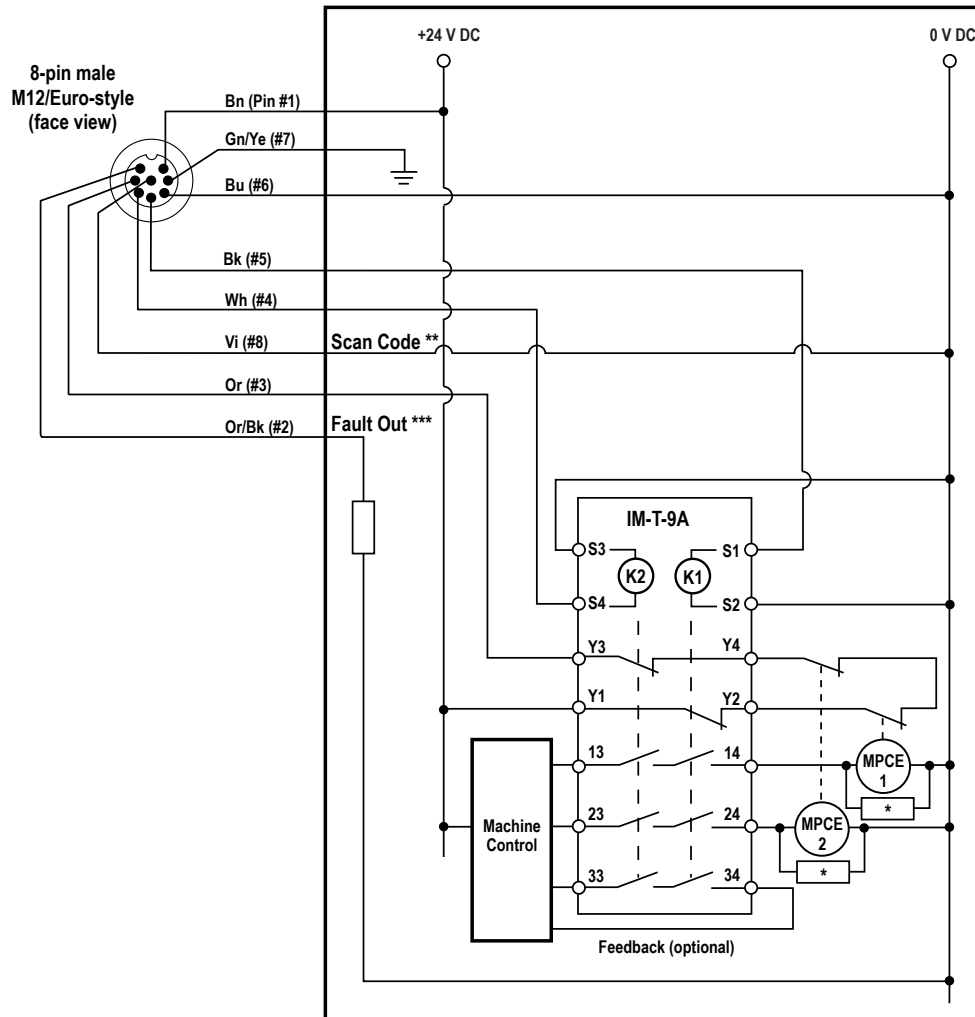 +24 V DC
0 V DC
8-pin male
M12/Euro-style
(face view)
Bn (Pin #1)
Gn/Ye (#7)
Bu (#6)
Bk (#5)
Wh (#4)
Vi (#8)
Scan Code **
Or (#3)
Or/Bk (#2)
Fault Out ***
IM-T-9A
S3
K2
K1
S1
S4
S2
Y3
Y4
Y1
Y2
13
14
MPCE
1
*
Machine
Control
23
24
MPCE
2
*
33
34
Feedback (optional)